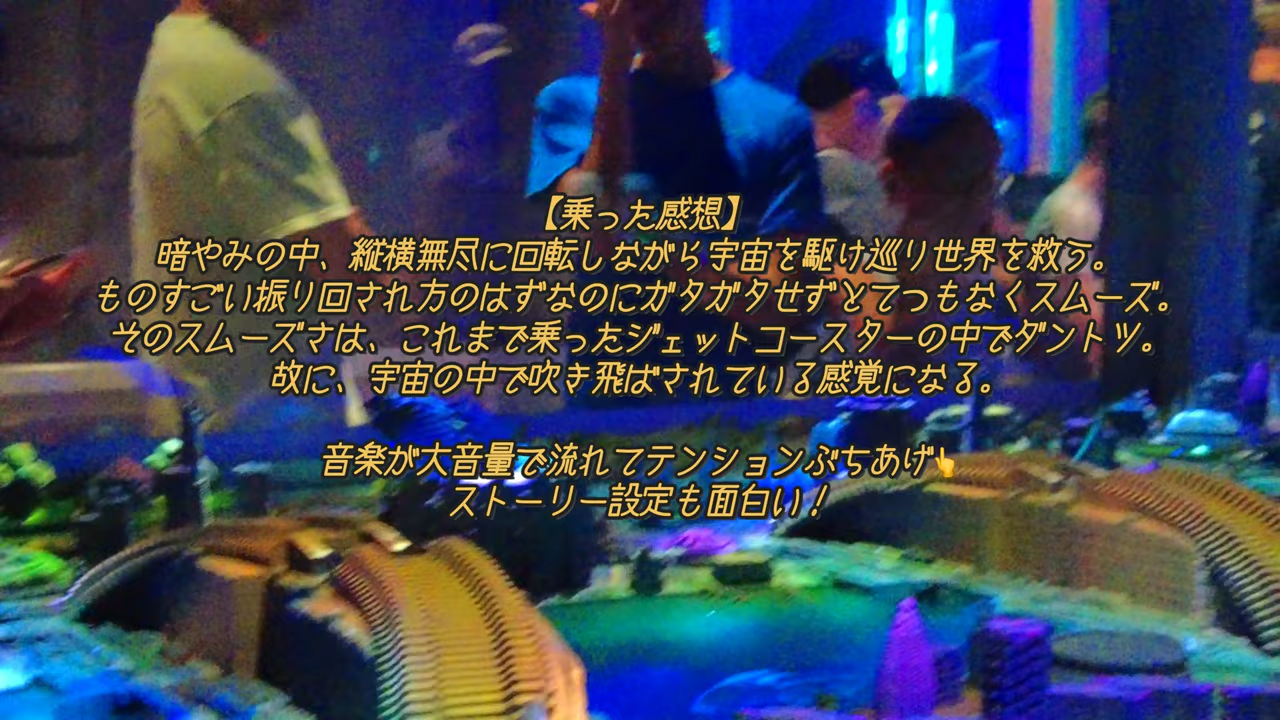 【乗った感想】
暗やみの中、縦横無尽に回転しながら宇宙を駆け巡り世界を救う。
ものすごい振り回され方のはずなのにガタガタせずとてつもなくスムーズ。
そのスムーズさは、これまで乗ったジェットコースターの中でダントツ。
故に、宇宙の中で吹き飛ばされている感覚になる。
音楽が大音量で流れてテンションぶちあげ👆
ストーリー設定も面白い！